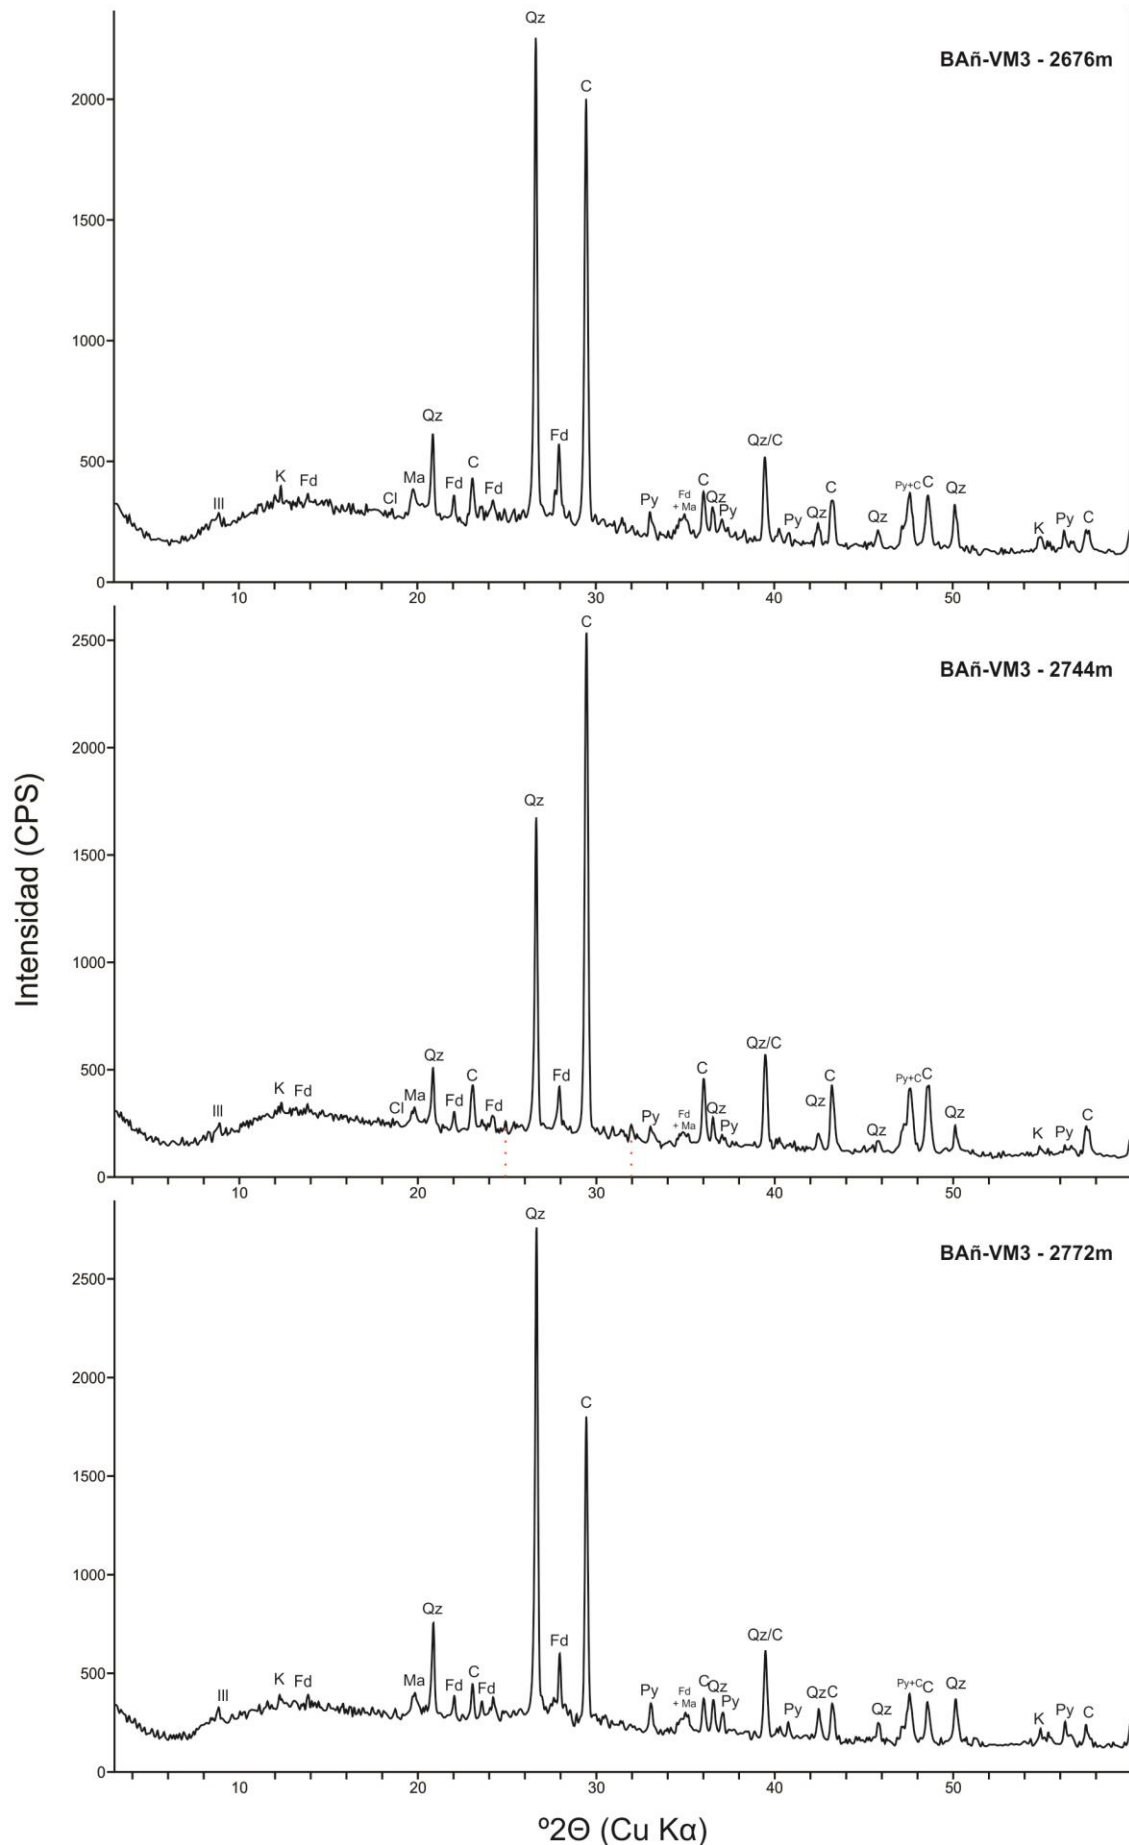 BAñ-VM3 - 2676m
Qz
C
2000
1500
1000
500
0
Ill
K
Fd
Cl
Ma
Qz
Fd
C
Fd
Fd
Py
Fd
+ Ma
C
Qz
Py
Qz/C
Py
Qz
C
Qz
Py+C
C
Qz
K
Py
C
10
20
30
40
50
BAñ-VM3 - 2744m
C
Qz
2500
2000
1500
1000
500
0
Ill
K
Fd
Cl
Ma
Qz
Fd
C
Fd
Fd
Py
Fd
+ Ma
C
Qz
Py
Qz/C
Qz
C
Qz
Py+C
C
Qz
K
Py
C
10
20
30
40
50
Intensidad (CPS)
BAñ-VM3 - 2772m
Qz
C
2500
2000
1500
1000
500
0
Ill
K
Fd
Ma
Qz
Fd
C
Fd
Fd
Py
Fd
+ Ma
C
Qz
Py
Qz/C
Py
Qz
C
Qz
Py+C
C
Qz
K
Py
C
10
20
30
40
50
º2Θ (Cu Kα)